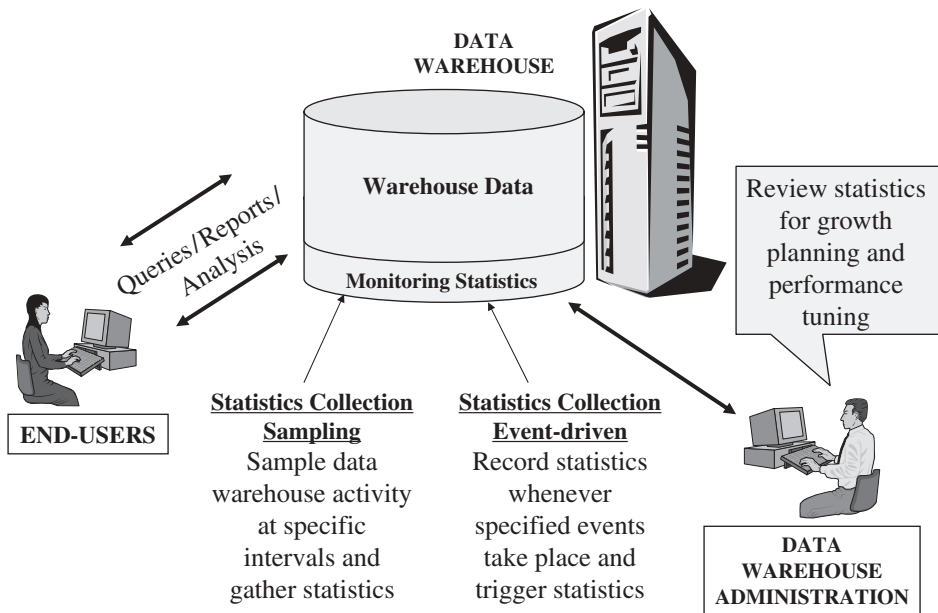 DATA
WAREHOUSE
Warehouse Data
Monitoring Statistics
Queries/Reports/
Analysis
Review statistics
for growth
planning and
performance
tuning
END-USERS
Statistics Collection
Sampling
Sample data
warehouse activity
at specific
intervals and
gather statistics
Statistics Collection
Event-driven
Record statistics
whenever
specified events
take place and
trigger statistics
DATA
WAREHOUSE
ADMINISTRATION